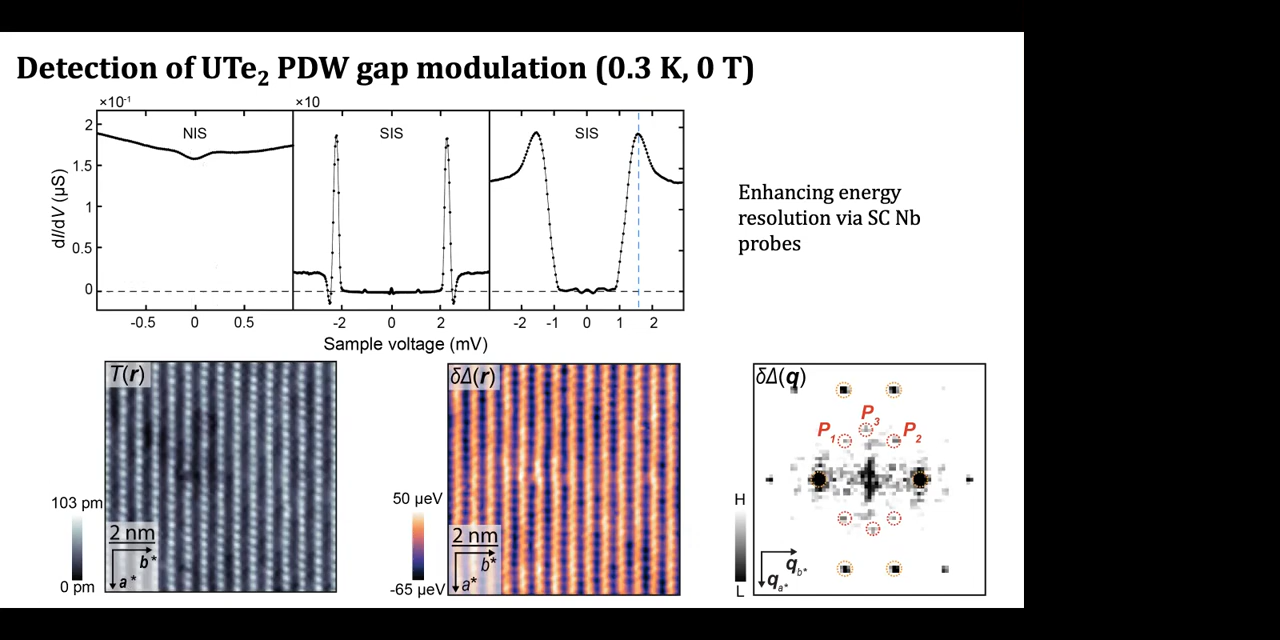 Detection of UTe₂ PDW gap modulation (0.3 K, 0 T)
×10⁻¹
×10
NIS
SIS
SIS
dI/dV (μS)
2
1.5
1
0.5
0
-0.5 0 0.5
-2 0 2
-2 -1 0 1 2
Sample voltage (mV)
Enhancing energy
resolution via SC Nb
probes
T(r)
103 pm
0 pm
2 nm
b*
a*
δΔ(r)
50 μeV
-65 μeV
2 nm
b*
a*
δΔ(q)
P₁
P₃
P₂
H
L
q_b*
q_a*